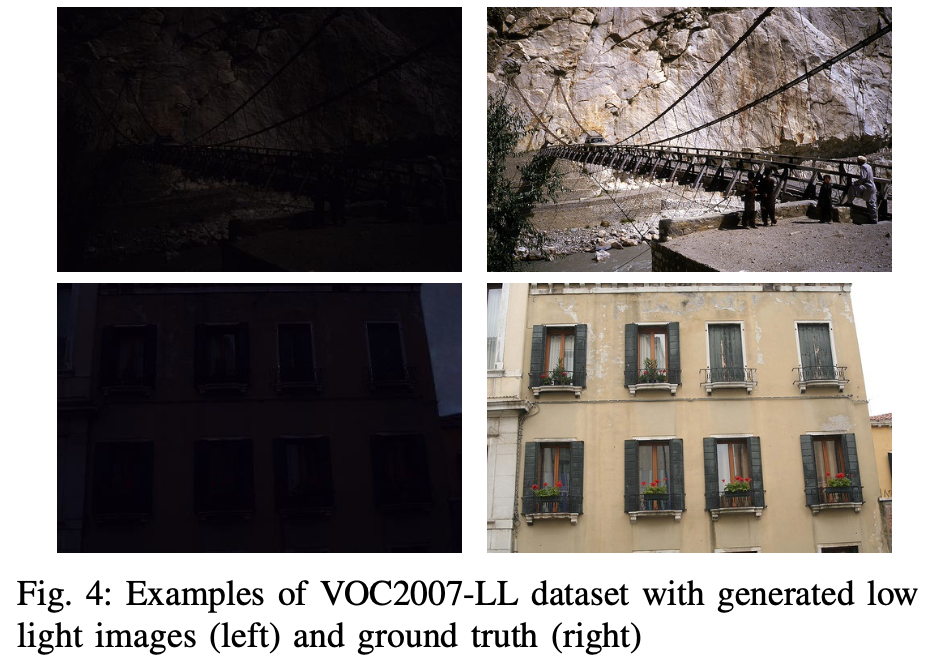 Fig. 4: Examples of VOC2007-LL dataset with generated low
light images (left) and ground truth (right)